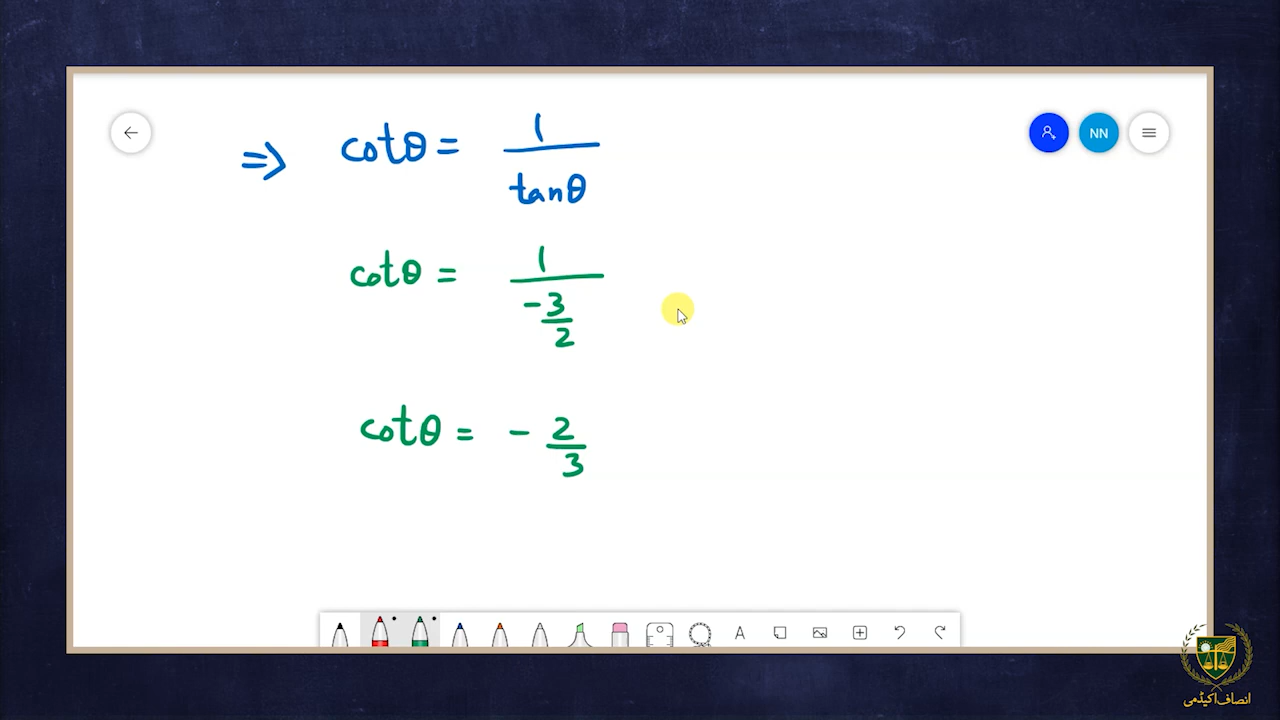 ⇒ cotθ = 1/tanθ
NN
cotθ = 1/(-3/2)
cotθ = - 2/3
A
انصاف اکیڈمی